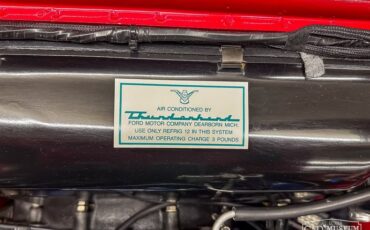 AIR CONDITIONED BY
Thunderbird
FORD MOTOR COMPANY DEARBORN MICH.
USE ONLY REFRIG 12 IN THIS SYSTEM
MAXIMUM OPERATING CHARGE 3 POUNDS
MUSEUM